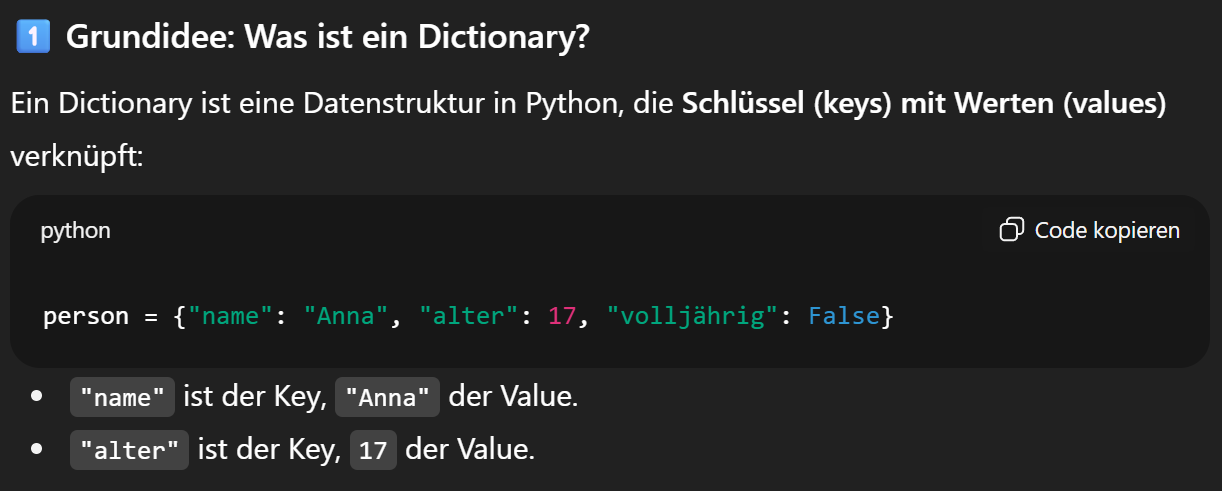 1 Grundidee: Was ist ein Dictionary?
Ein Dictionary ist eine Datenstruktur in Python, die Schlüssel (keys) mit Werten (values)
verknüpft:
python
Code kopieren
person = {"name": "Anna", "alter": 17, "volljährig": False}
• "name" ist der Key, "Anna" der Value.
• "alter" ist der Key, 17 der Value.